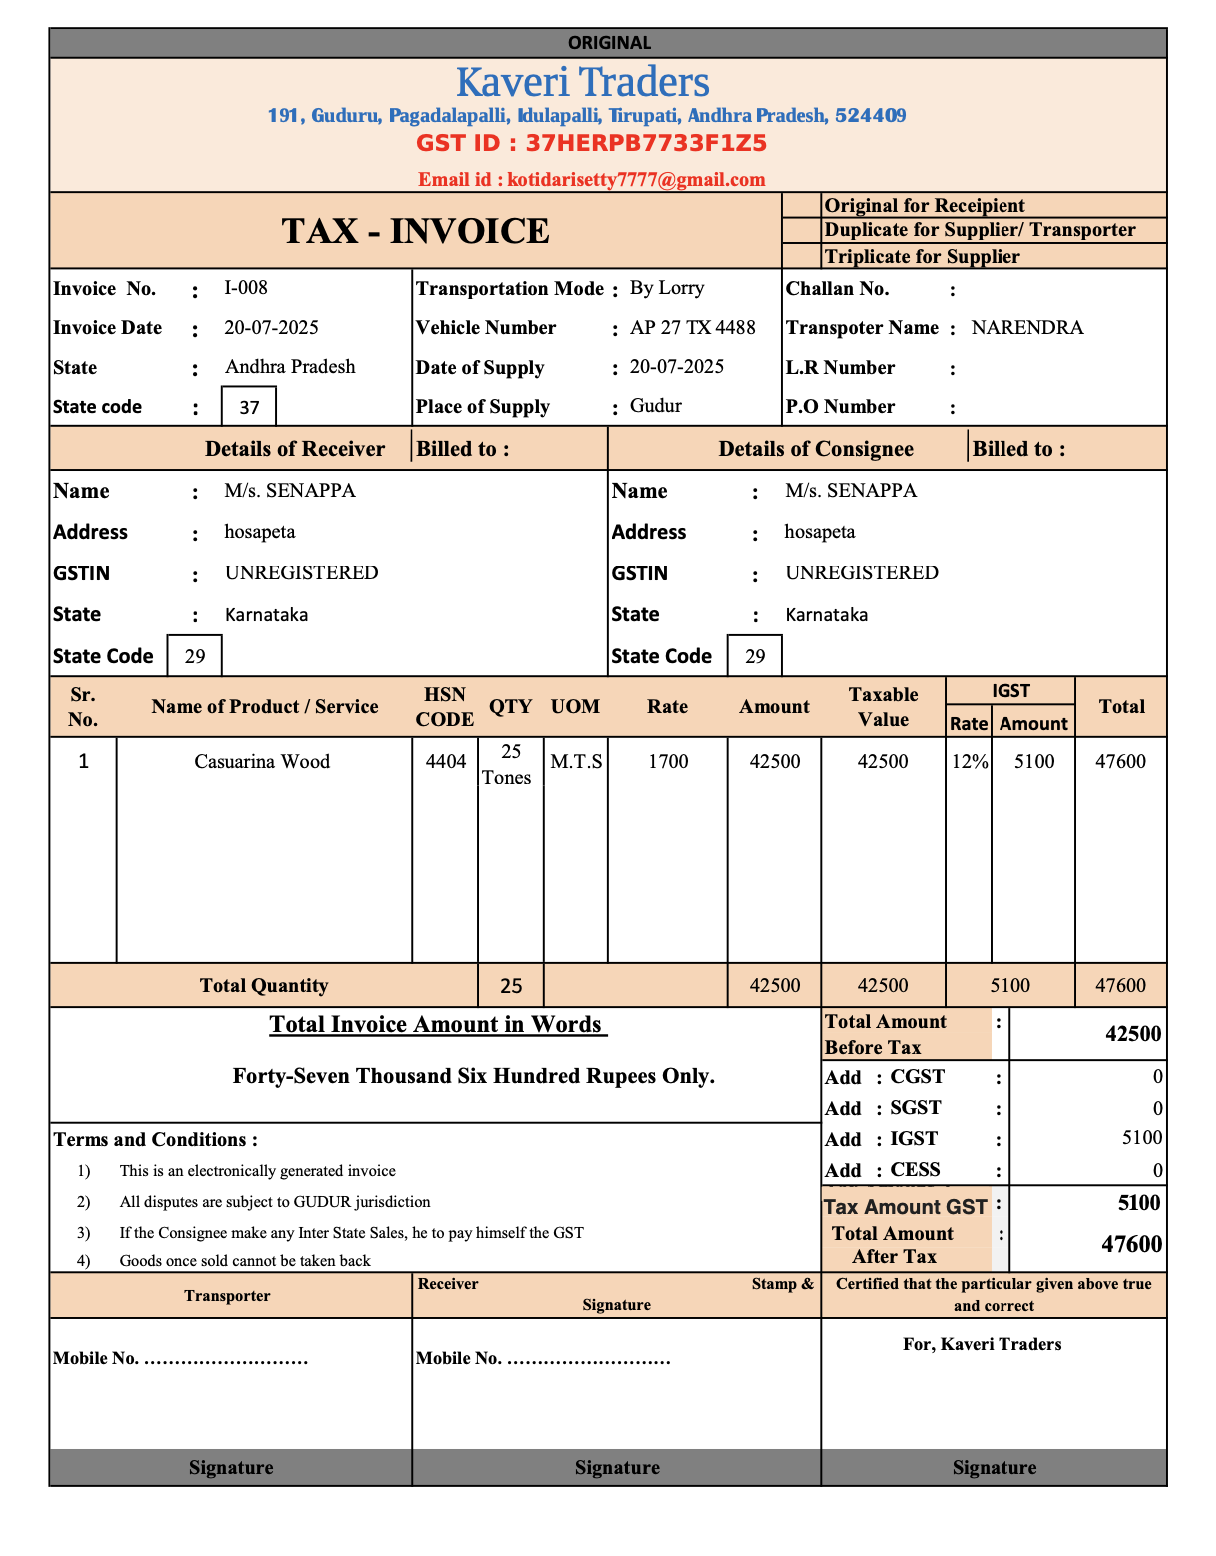 ORIGINAL
Kaveri Traders
191, Guduru, Pagadalapalli, Idulapalli, Tirupati, Andhra Pradesh, 524409
GST ID : 37HERPB7733F1Z5
Email id : kotidarisetty7777@gmail.com
TAX - INVOICE
Original for Receipient
Duplicate for Supplier/ Transporter
Triplicate for Supplier
Invoice No. : I-008 Transportation Mode : By Lorry Challan No. :
Invoice Date : 20-07-2025 Vehicle Number : AP 27 TX 4488 Transpoter Name : NARENDRA
State : Andhra Pradesh Date of Supply : 20-07-2025 L.R Number :
State code : 37 Place of Supply : Gudur P.O Number :
Details of Receiver Billed to : Details of Consignee Billed to :
Name : M/s. SENAPPA Name : M/s. SENAPPA
Address : hosapeta Address : hosapeta
GSTIN : UNREGISTERED GSTIN : UNREGISTERED
State : Karnataka State : Karnataka
State Code 29 State Code 29
Sr. No. Name of Product / Service HSN CODE QTY UOM Rate Amount Taxable Value IGST Rate Amount Total
1 Casuarina Wood 4404 25 Tones M.T.S 1700 42500 42500 12% 5100 47600
Total Quantity 25 42500 42500 5100 47600
Total Invoice Amount in Words
Forty-Seven Thousand Six Hundred Rupees Only.
Total Amount Before Tax : 42500
Add : CGST : 0
Add : SGST : 0
Add : IGST : 5100
Add : CESS : 0
Tax Amount GST : 5100
Total Amount After Tax : 47600
Terms and Conditions :
1) This is an electronically generated invoice
2) All disputes are subject to GUDUR jurisdiction
3) If the Consignee make any Inter State Sales, he to pay himself the GST
4) Goods once sold cannot be taken back
Transporter
Receiver Stamp &
Signature
Certified that the particular given above true
and correct
Mobile No. ...........................
Mobile No. ...........................
For, Kaveri Traders
Signature Signature Signature